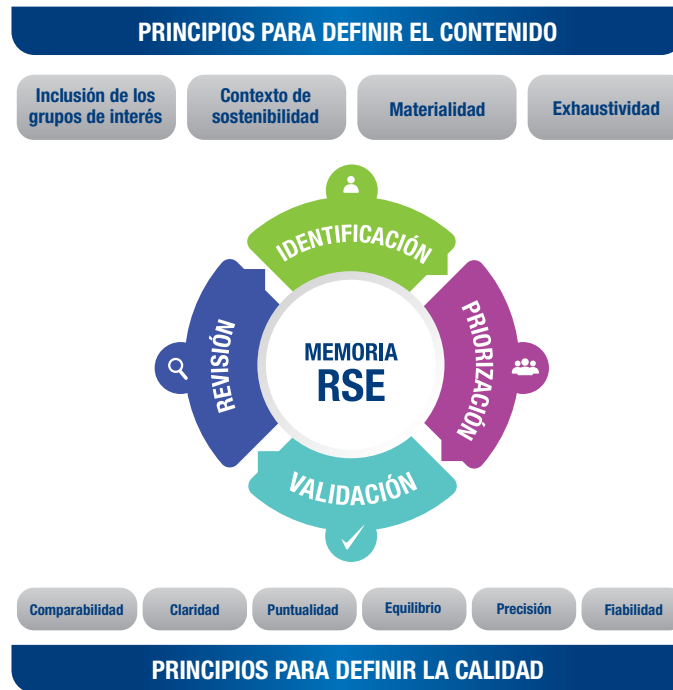 PRINCIPIOS PARA DEFINIR EL CONTENIDO
Inclusión de los
grupos de interés
Contexto de
sostenibilidad
Materialidad
Exhaustividad
IDENTIFICACIÓN
PRIORIZACIÓN
REVISIÓN
MEMORIA
RSE
VALIDACIÓN
Comparabilidad
Claridad
Puntualidad
Equilibrio
Precisión
Fiabilidad
PRINCIPIOS PARA DEFINIR LA CALIDAD